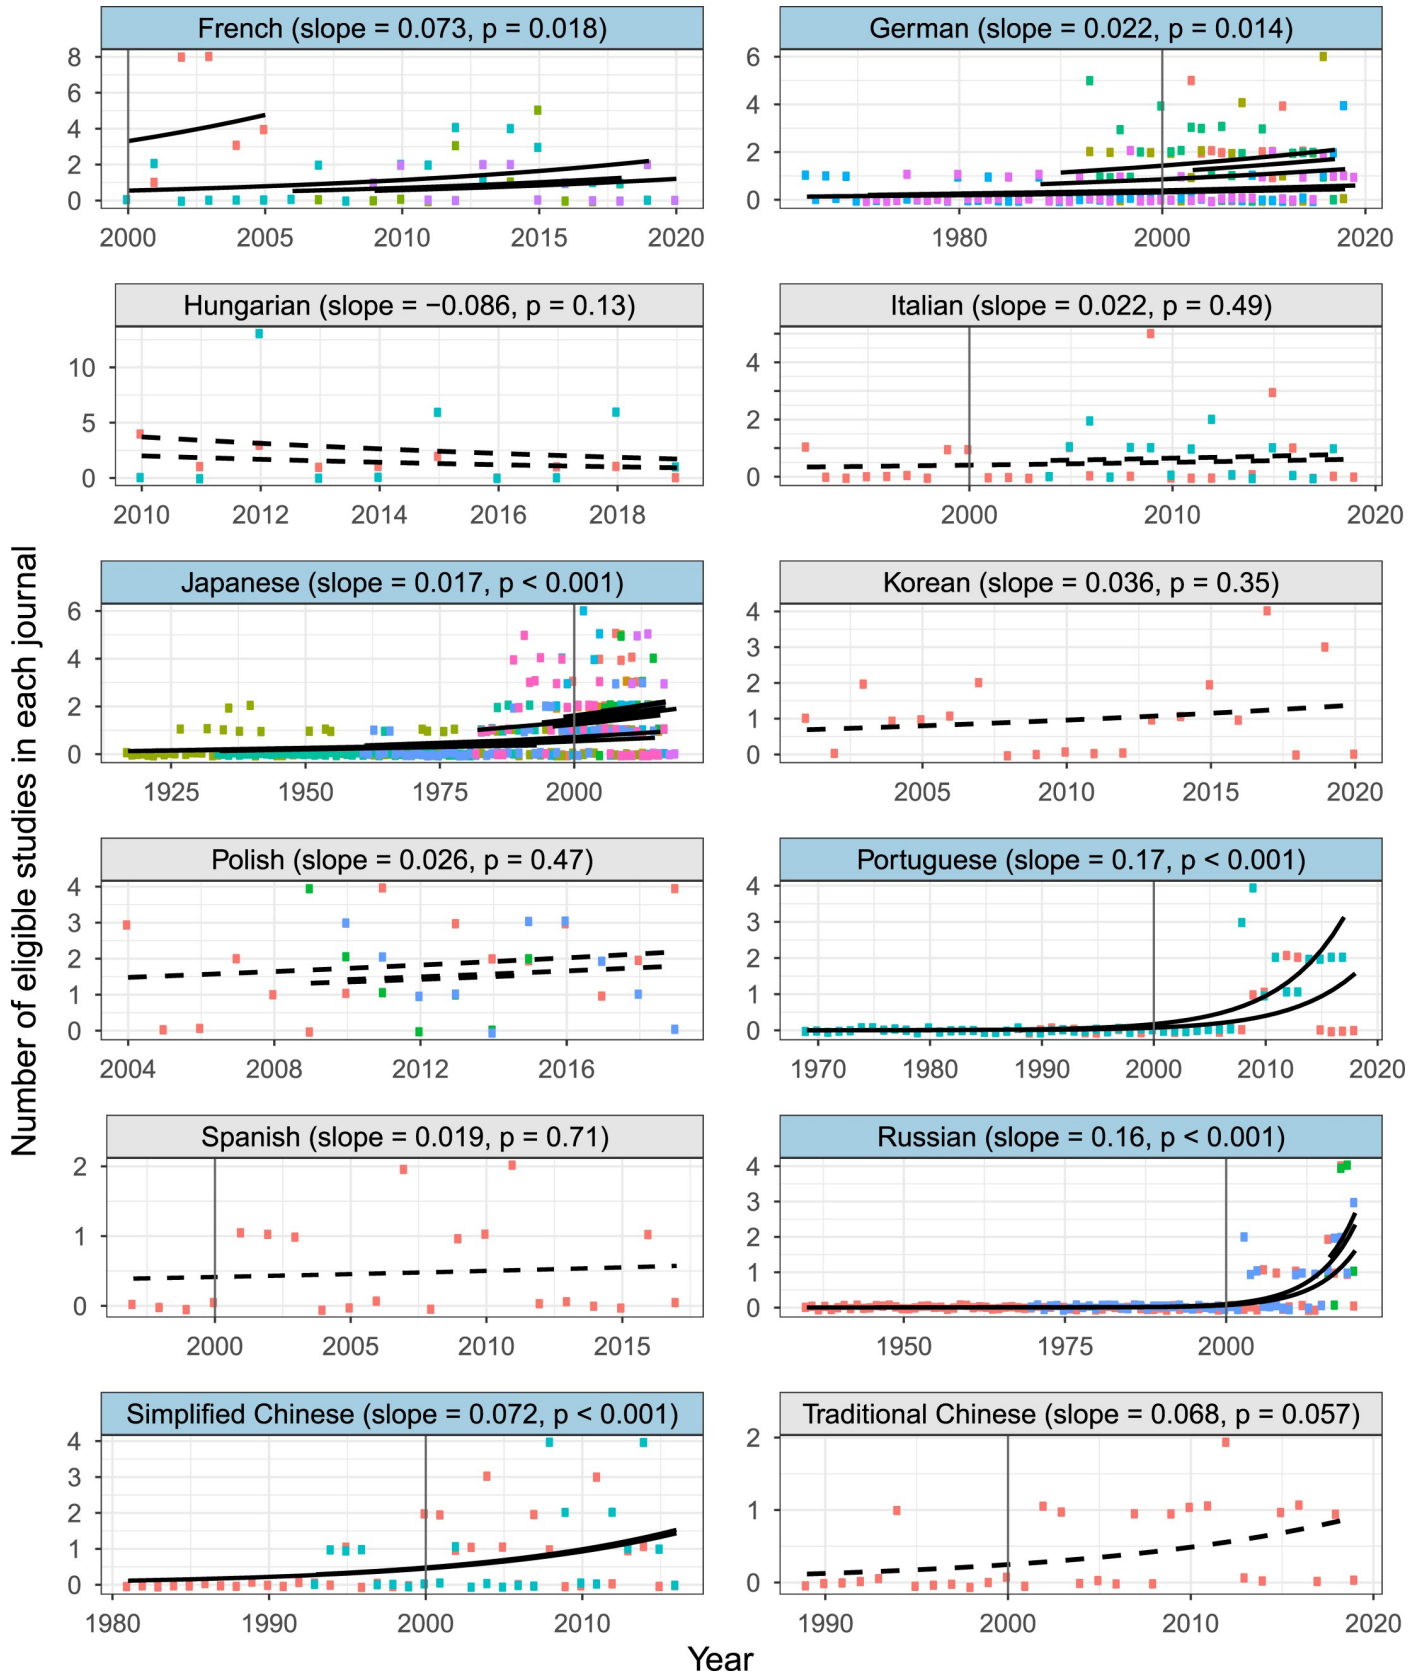 French (slope = 0.073, p = 0.018)
8
6
4
2
0
2000 2005 2010 2015 2020
German (slope = 0.022, p = 0.014)
6
4
2
0
1980 2000 2020
Hungarian (slope = −0.086, p = 0.13)
10
5
0
2010 2012 2014 2016 2018
Italian (slope = 0.022, p = 0.49)
4
2
0
2000 2010 2020
Number of eligible studies in each journal
Japanese (slope = 0.017, p < 0.001)
6
4
2
0
1925 1950 1975 2000
Korean (slope = 0.036, p = 0.35)
4
3
2
1
0
2005 2010 2015 2020
Polish (slope = 0.026, p = 0.47)
4
3
2
1
0
2004 2008 2012 2016
Portuguese (slope = 0.17, p < 0.001)
4
3
2
1
0
1970 1980 1990 2000 2010 2020
Spanish (slope = 0.019, p = 0.71)
2
1
0
2000 2005 2010 2015
Russian (slope = 0.16, p < 0.001)
4
3
2
1
0
1950 1975 2000
Simplified Chinese (slope = 0.072, p < 0.001)
4
3
2
1
0
1980 1990 2000 2010
Traditional Chinese (slope = 0.068, p = 0.057)
2
1
0
1990 2000 2010 2020
Year